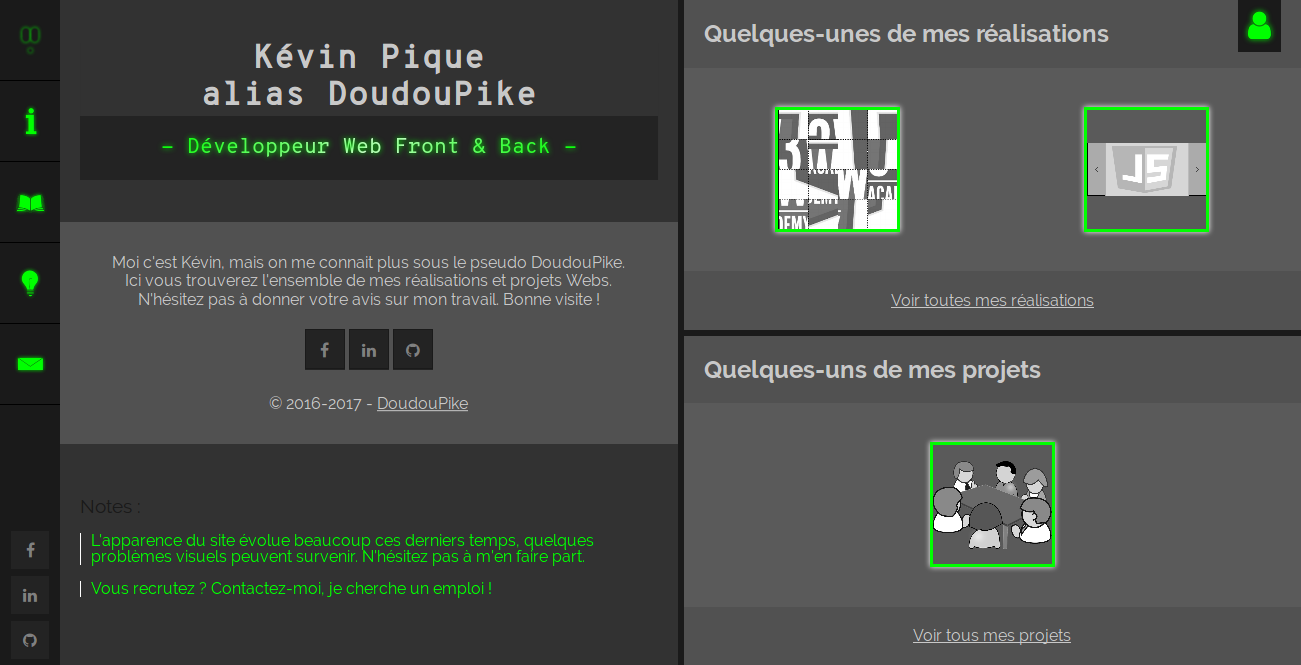 Kévin Pique
alias DoudouPike
- Développeur Web Front & Back -
Moi c'est Kévin, mais on me connait plus sous le pseudo DoudouPike.
Ici vous trouverez l'ensemble de mes réalisations et projets Webs.
N'hésitez pas à donner votre avis sur mon travail. Bonne visite !
© 2016-2017 - DoudouPike
Notes :
L'apparence du site évolue beaucoup ces derniers temps, quelques
problèmes visuels peuvent survenir. N'hésitez pas à m'en faire part.
Vous recrutez ? Contactez-moi, je cherche un emploi !
Quelques-unes de mes réalisations
JS
Voir toutes mes réalisations
Quelques-uns de mes projets
Voir tous mes projets